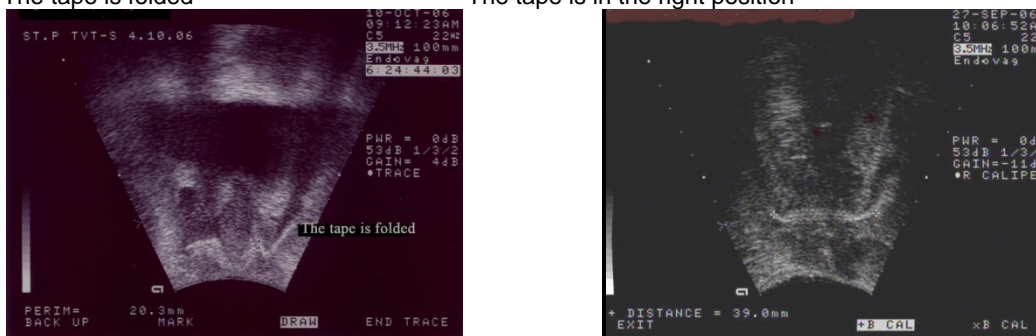 The tape is folded
The tape is in the right position
10-OCT-06
09:12:23AM
ST.P TVT-S 4.10.06
C5 22HZ
3.5MHz 100mm
Endovag
6:24:44:03
PWR = 0dB
53dB 1/3/2
GAIN= 4dB
•TRACE
The tape is folded
PERIM= 20.3mm
BACK UP MARK DRAW END TRACE
27-SEP-06
10:06:52A
C5 22
3.5MHz 100m
Endovag
PWR = 0d
53dB 1/3/
GAIN=-11d
•R CALIPE
+ DISTANCE = 39.0mm
EXIT +B CAL xB CAL